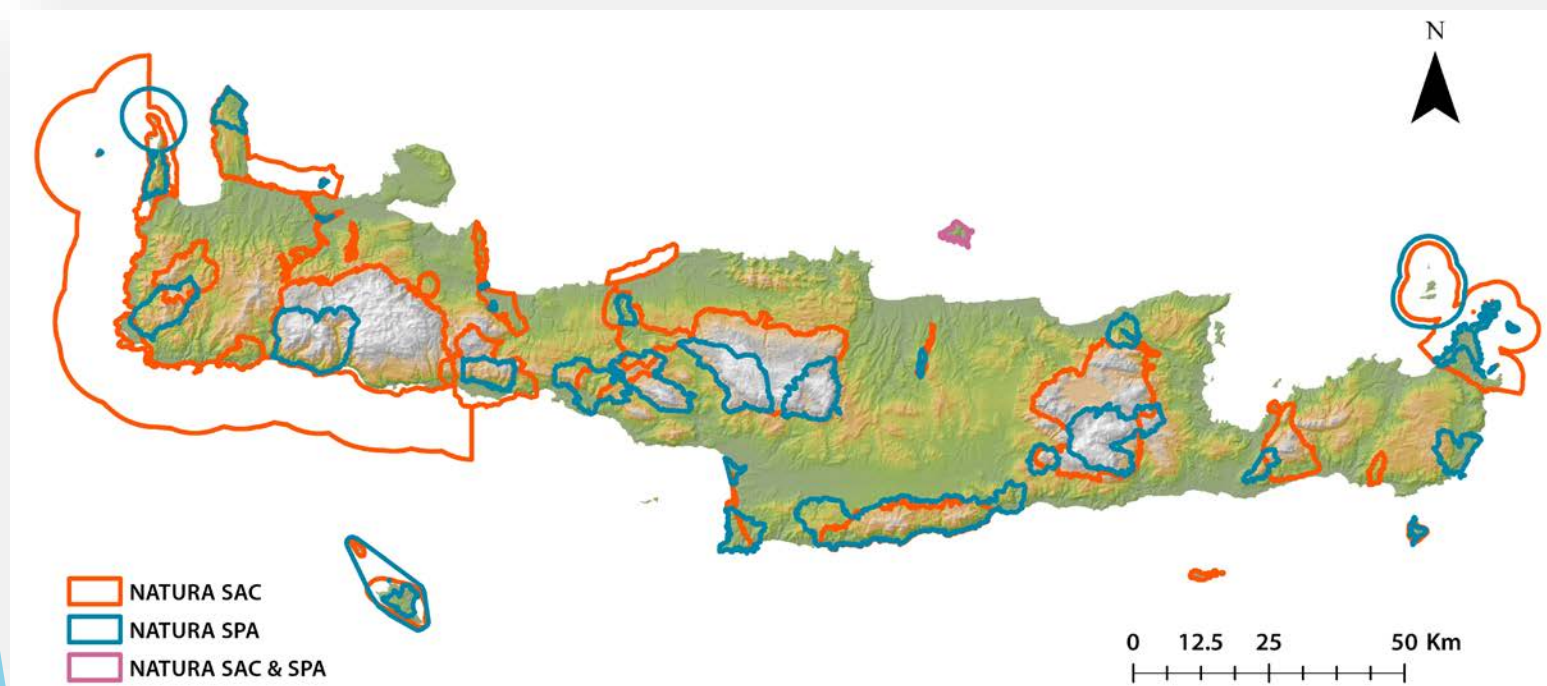 N
NATURA SAC
NATURA SPA
NATURA SAC & SPA
0 12.5 25 50 Km